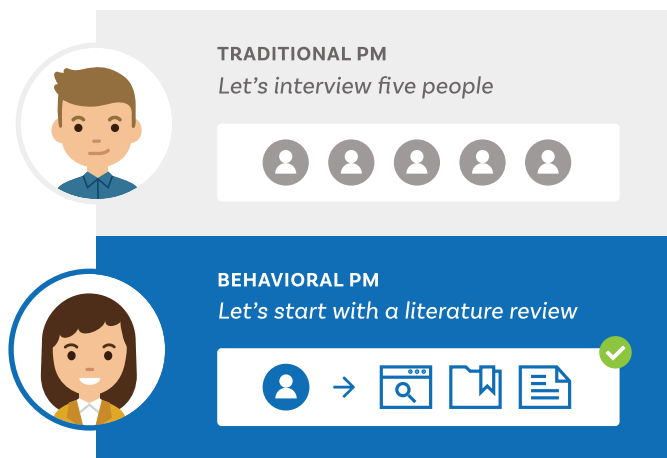 TRADITIONAL PM
Let's interview five people
BEHAVIORAL PM
Let's start with a literature review